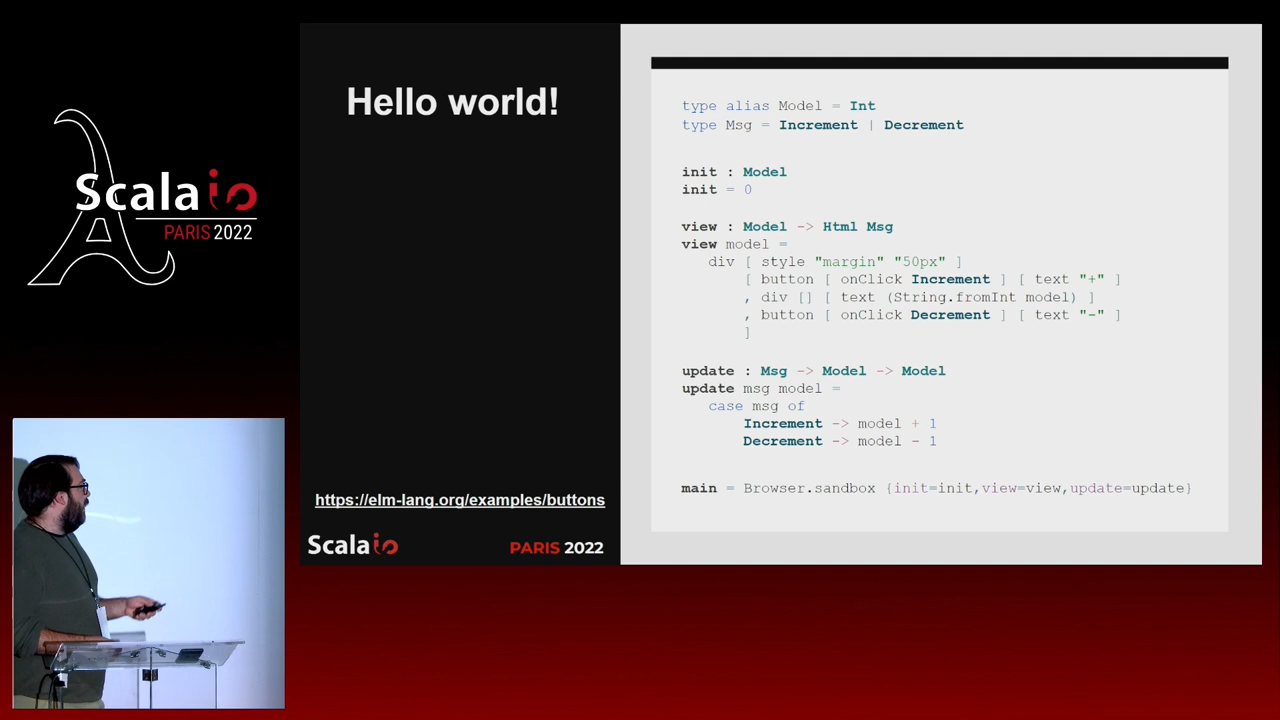 Scala io
PARIS 2022
Hello world!
https://elm-lang.org/examples/buttons
Scala io
PARIS 2022
type alias Model = Int
type Msg = Increment | Decrement
init : Model
init = 0
view : Model -> Html Msg
view model =
div [ style "margin" "50px" ]
[ button [ onClick Increment ] [ text "+" ]
, div [] [ text (String.fromInt model) ]
, button [ onClick Decrement ] [ text "-" ]
]
update : Msg -> Model -> Model
update msg model =
case msg of
Increment -> model + 1
Decrement -> model - 1
main = Browser.sandbox {init=init,view=view,update=update}